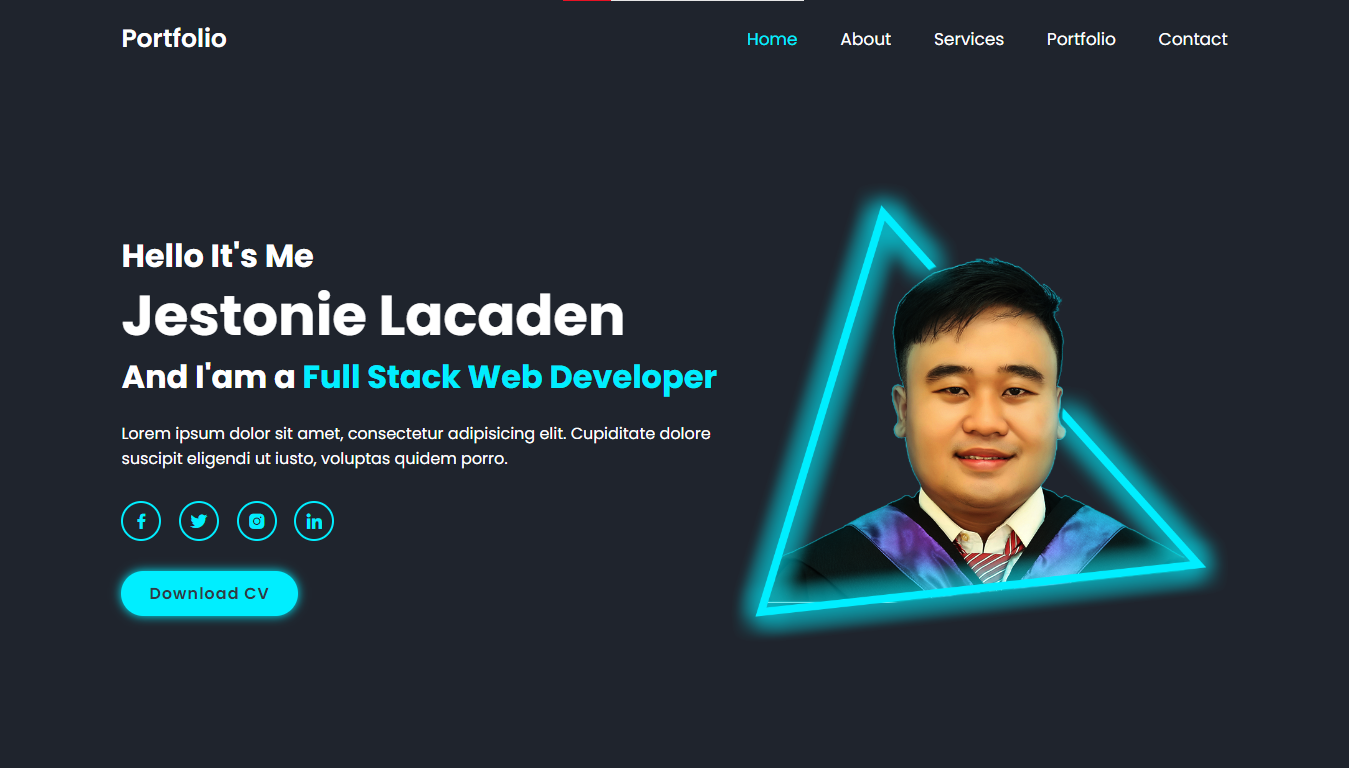 Portfolio
Home About Services Portfolio Contact
Hello It's Me
Jestonie Lacaden
And I'am a Full Stack Web Developer
Lorem ipsum dolor sit amet, consectetur adipisicing elit. Cupiditate dolore
suscipit eligendi ut iusto, voluptas quidem porro.
Download CV